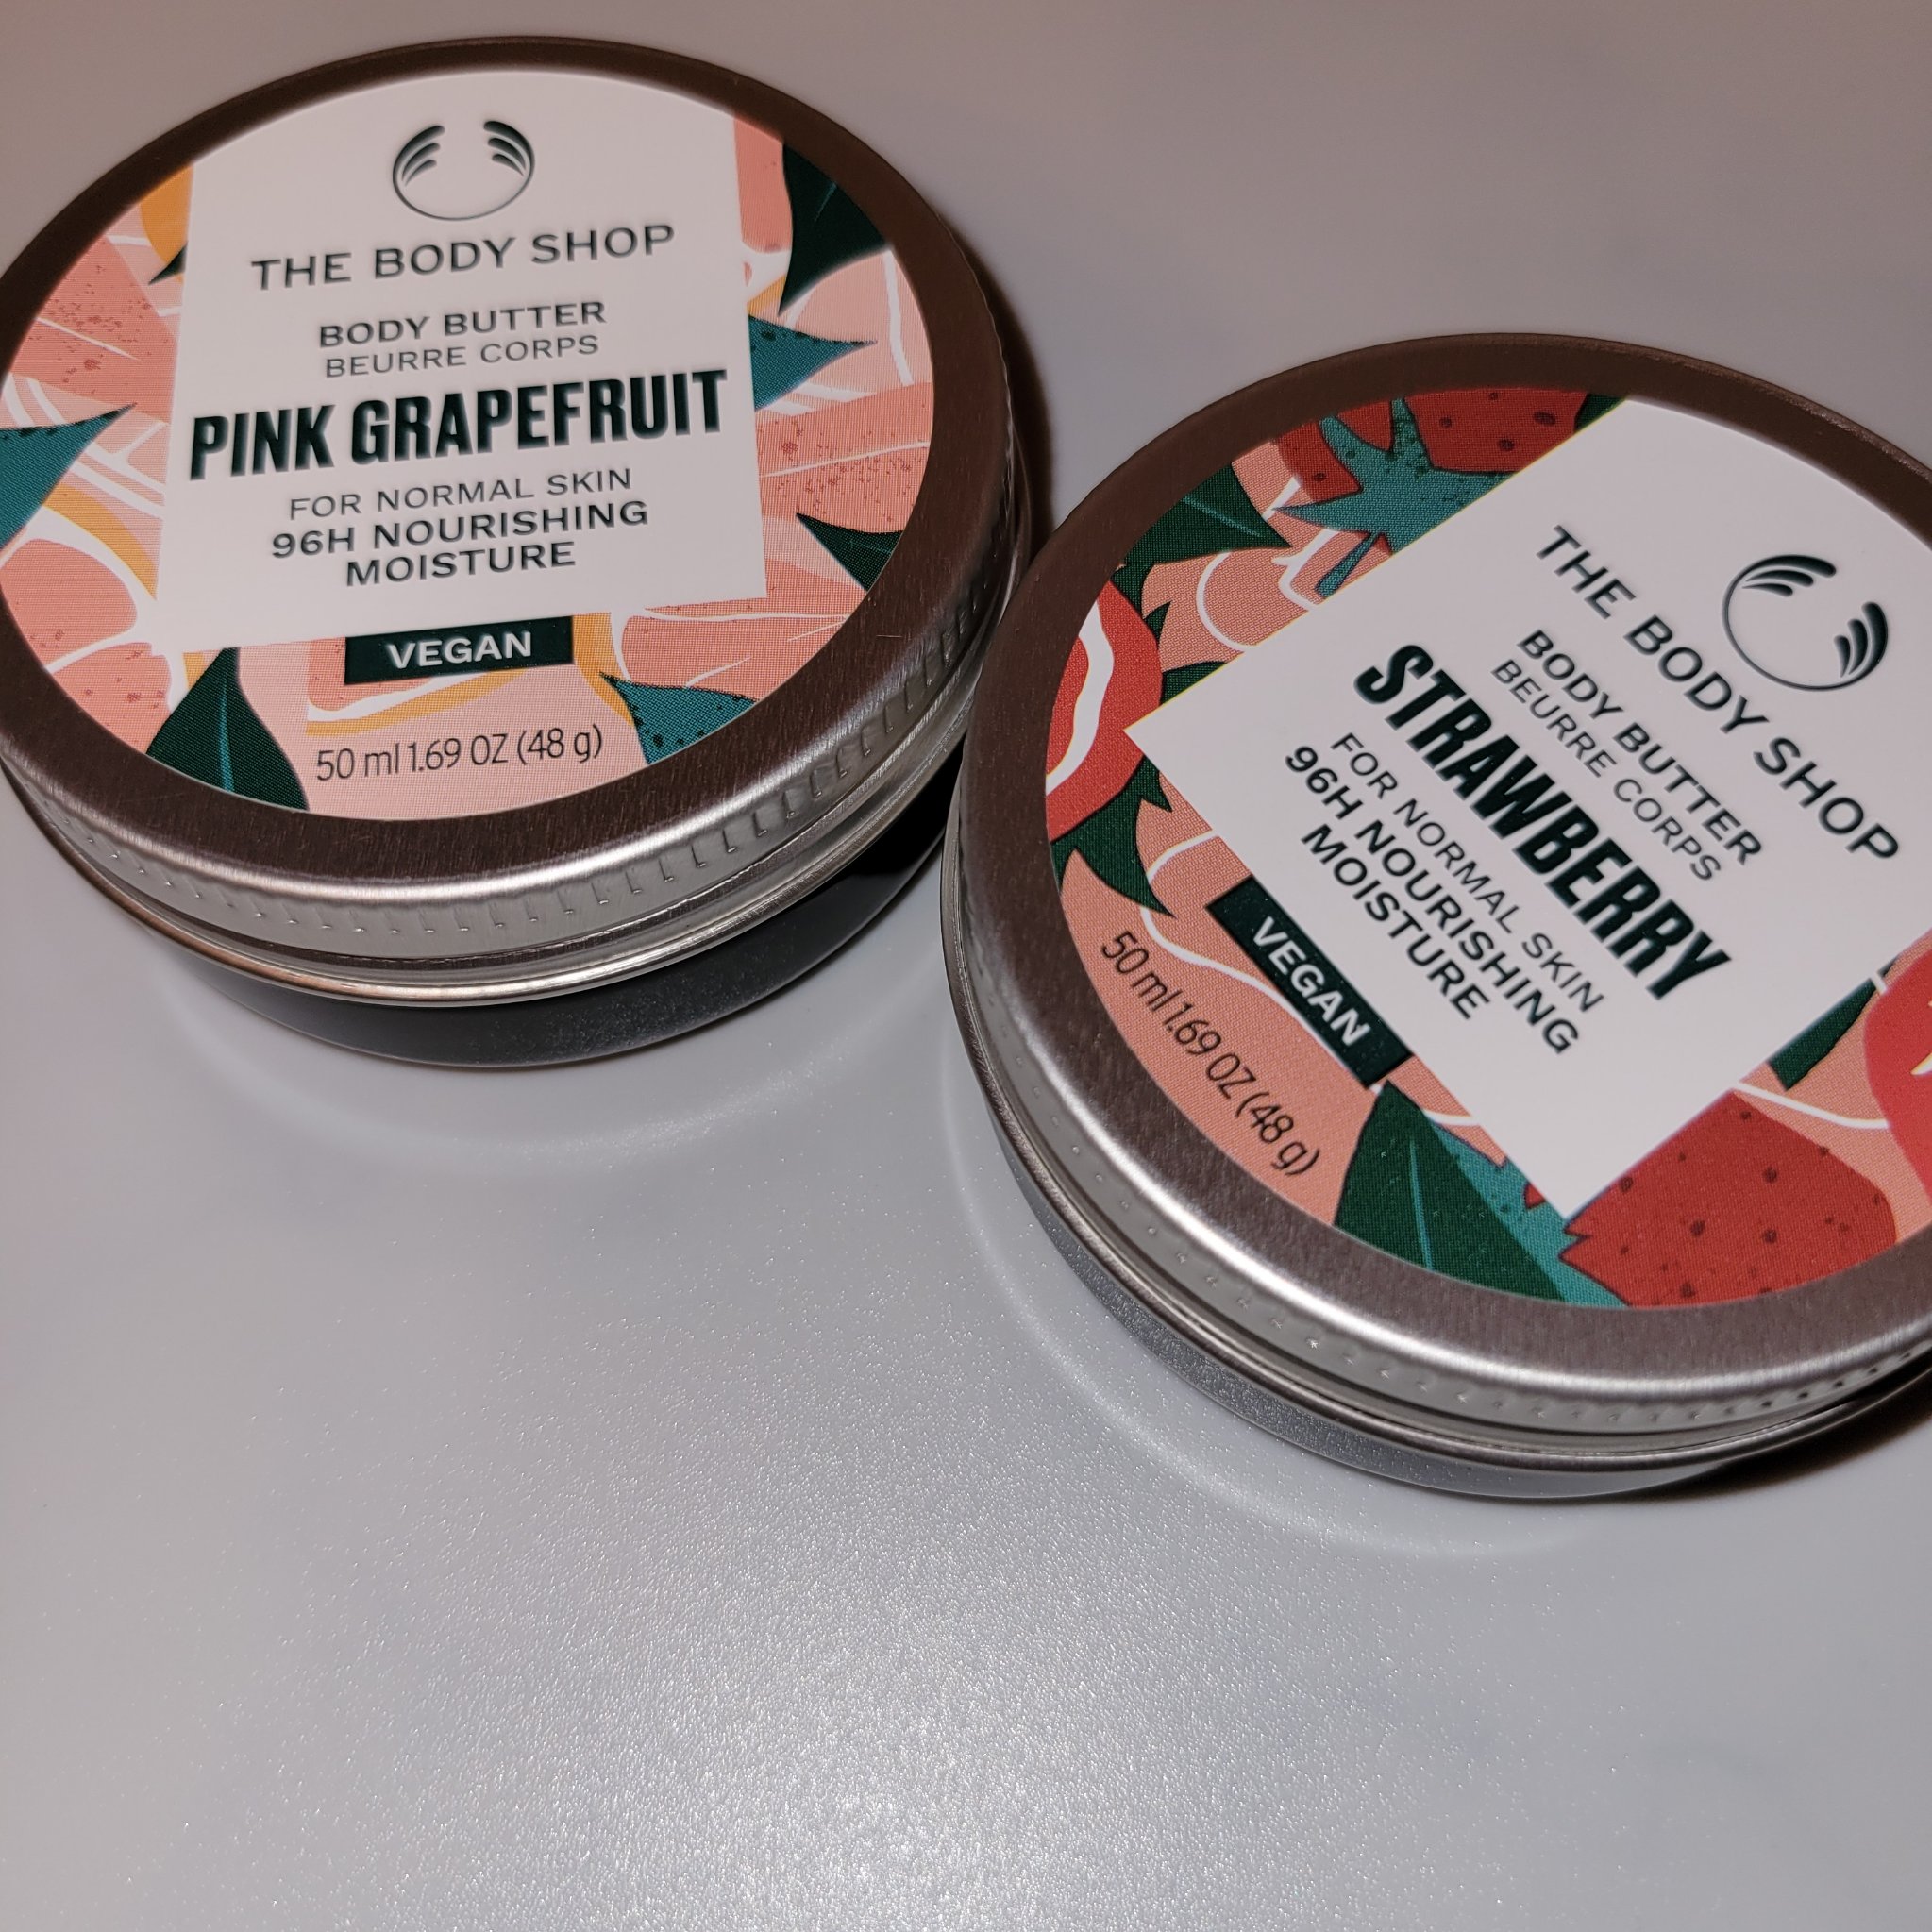 THE BODY SHOP
BODY BUTTER
BEURRE CORPS
PINK GRAPEFRUIT
FOR NORMAL SKIN
96H NOURISHING
MOISTURE
VEGAN
50 ml 1.69 OZ (48 g)
THE BODY SHOP
BODY BUTTER
BEURRE CORPS
STRAWBERRY
FOR NORMAL SKIN
96H NOURISHING
MOISTURE
VEGAN
50 ml 1.69 OZ (48 g)